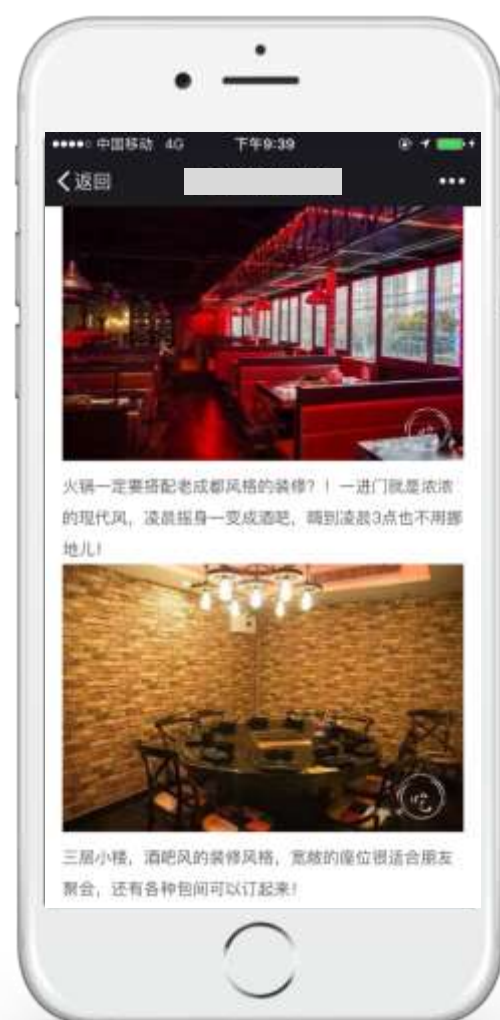 中国移动 4G 下午9:39
返回
吃
火锅一定要搭配老成都风格的装修？！一进门就是浓浓
的现代风，凌晨摇身一变成酒吧，嗨到凌晨3点也不用挪
地儿！
吃
三层小楼，酒吧风的装修风格，宽敞的座位很适合朋友
聚会，还有各种包间可以订起来！